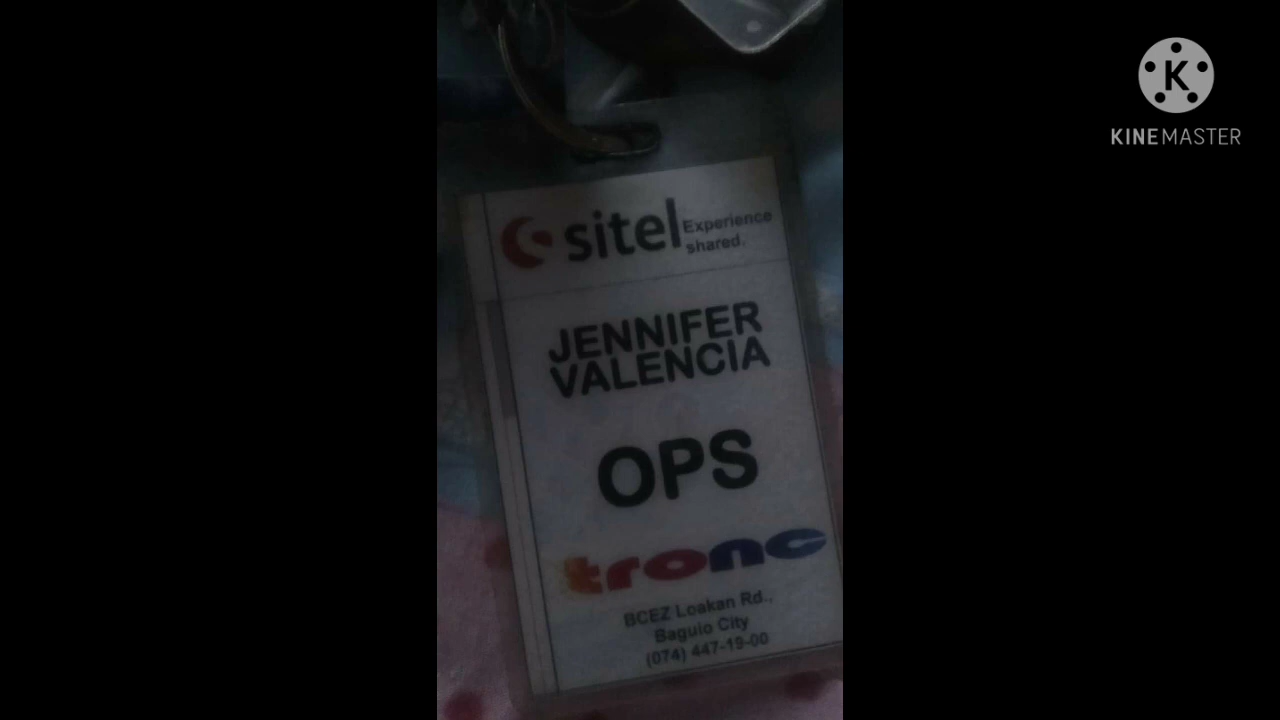 KINEMASTER
sitel Experience
shared.
JENNIFER
VALENCIA
OPS
tronc
BCEZ Loakan Rd.,
Baguio City
(074) 447-19-00